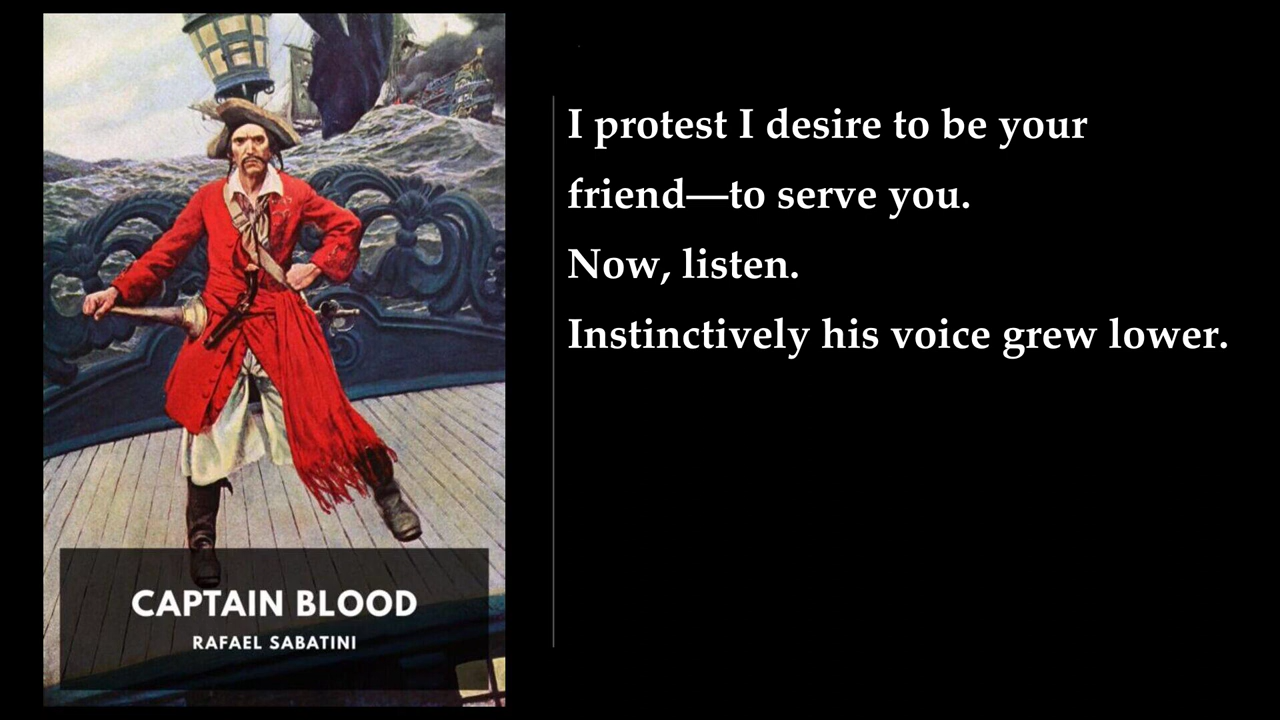 I protest I desire to be your
friend—to serve you.
Now, listen.
Instinctively his voice grew lower.
CAPTAIN BLOOD
RAFAEL SABATINI